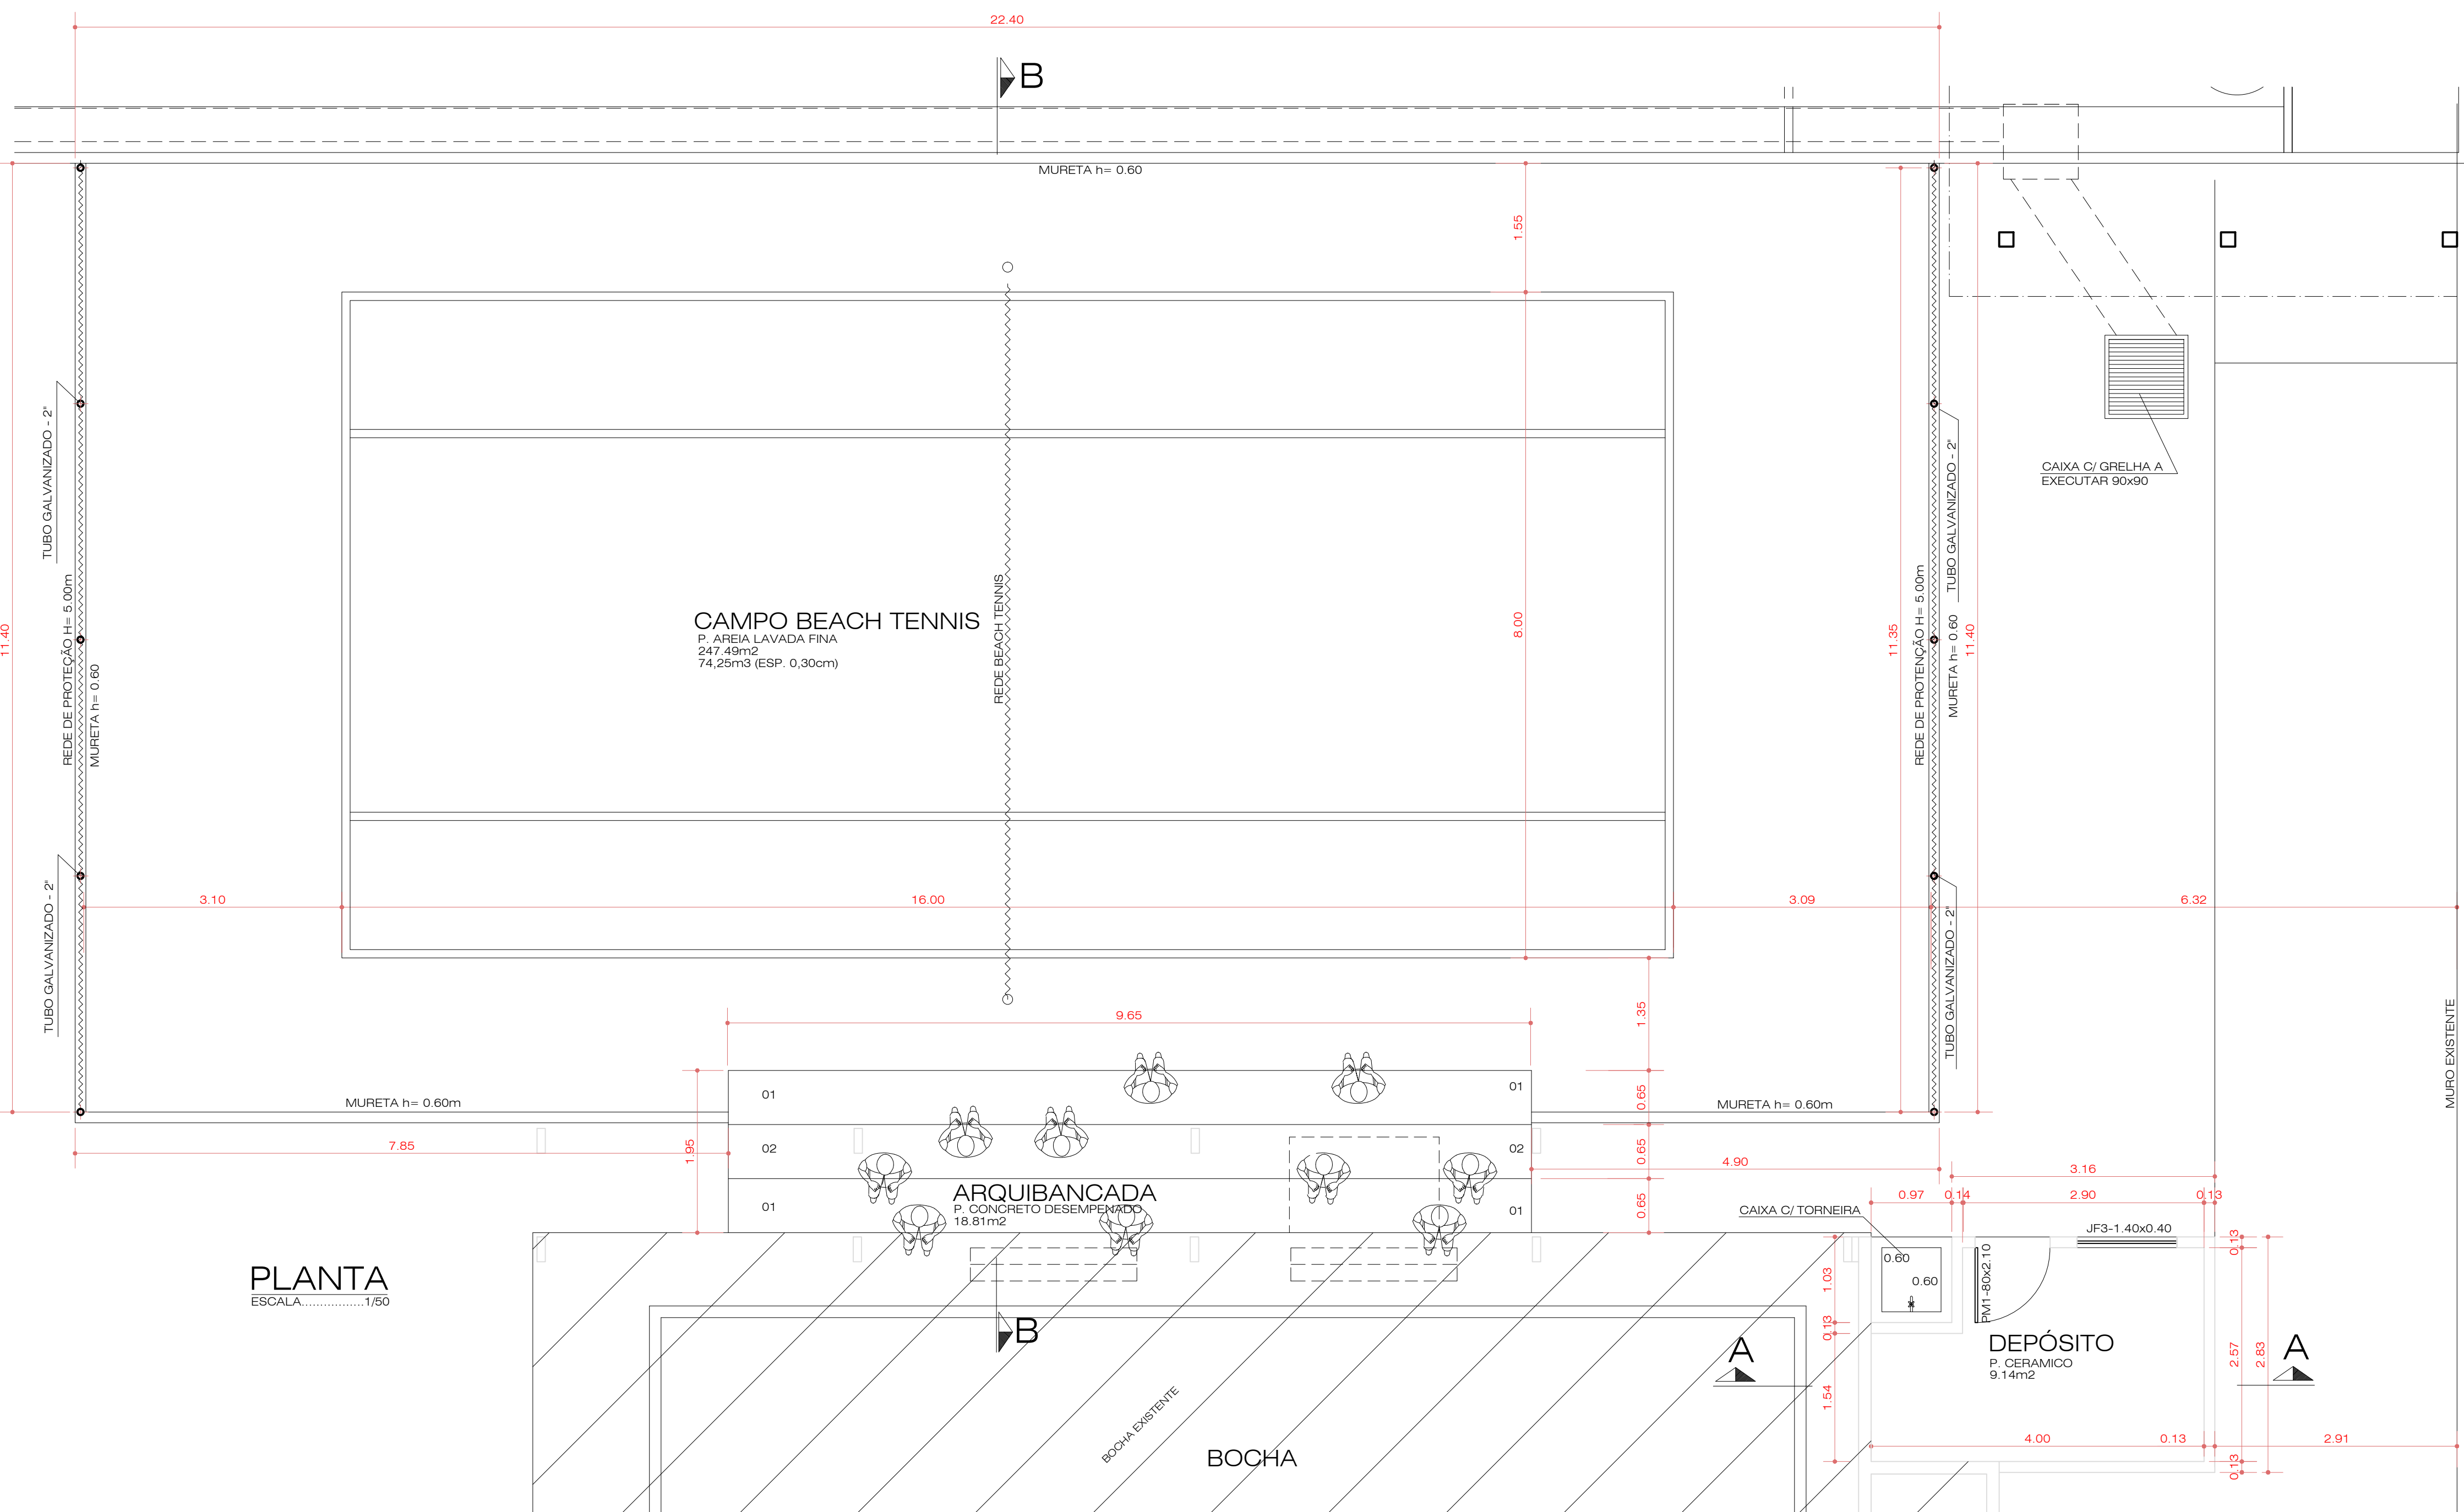 22.40
B
MURETA h= 0.60
1.55
TUBO GALVANIZADO - 2"
TUBO GALVANIZADO - 2"
CAIXA C/ GRELHA A
EXECUTAR 90x90
11.40
REDE DE PROTEÇÃO H= 5.00m
MURETA h= 0.60
CAMPO BEACH TENNIS
P. AREIA LAVADA FINA
247.49m2
74,25m3 (ESP. 0,30cm)
REDE BEACH TENNIS
8.00
11.35
REDE DE PROTENÇÃO H= 5.00m
MURETA h= 0.60
11.40
3.10
16.00
3.09
6.32
TUBO GALVANIZADO - 2"
TUBO GALVANIZADO - 2"
MURO EXISTENTE
9.65
1.35
MURETA h= 0.60m
01
01
0.65
MURETA h= 0.60m
7.85
1.95
02
02
0.65
4.90
3.16
ARQUIBANCADA
P. CONCRETO DESEMPENADO
18.81m2
01
01
0.65
0.97
0.14
2.90
0.13
CAIXA C/ TORNEIRA
JF3-1.40x0.40
0.13
PLANTA
ESCALA................1/50
0.60
0.60
1.03
PM1-80x2.10
B
0.13
A
DEPÓSITO
P. CERAMICO
9.14m2
2.57
2.83
A
1.54
BOCHA EXISTENTE
BOCHA
4.00
0.13
2.91
0.13